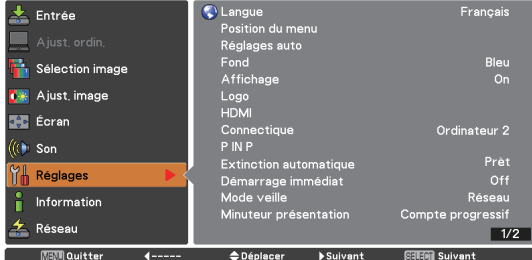 Entrée
Ajust. ordin.
Sélection image
Ajust. image
Écran
Son
Réglages
Information
Réseau
Langue Français
Position du menu
Réglages auto
Fond Bleu
Affichage On
Logo
HDMI
Connectique Ordinateur 2
P IN P
Extinction automatique Prêt
Démarrage immédiat Off
Mode veille Réseau
Minuteur présentation Compte progressif
1/2
MENU Quitter ----- Déplacer Suivant SELECT Suivant